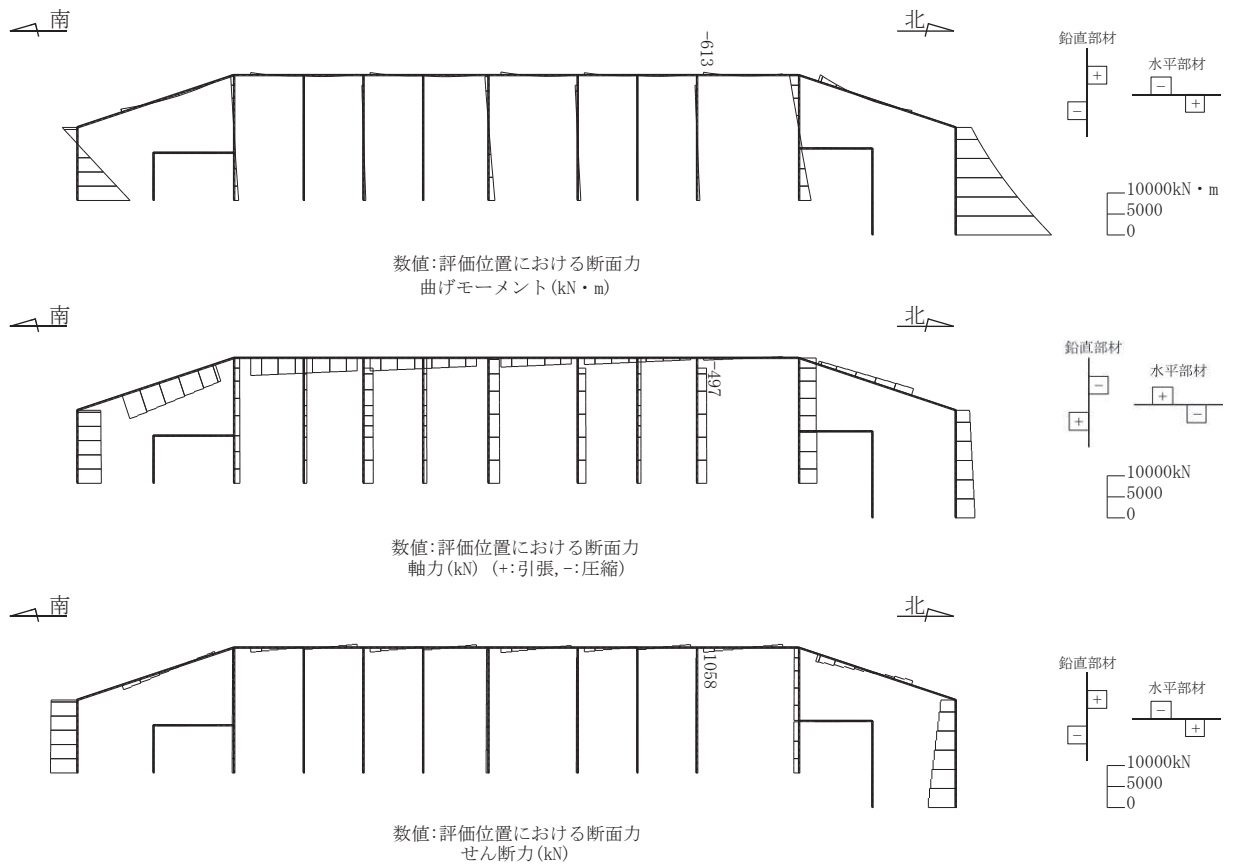 南
北
-613
鉛直部材
+
-
水平部材
-
+
10000kN・m
5000
0
数値:評価位置における断面力
曲げモーメント(kN・m)
南
北
-497
鉛直部材
-
+
水平部材
+
-
10000kN
5000
0
数値:評価位置における断面力
軸力(kN) (+:引張,-:圧縮)
南
北
1058
鉛直部材
+
-
水平部材
-
+
10000kN
5000
0
数値:評価位置における断面力
せん断力(kN)